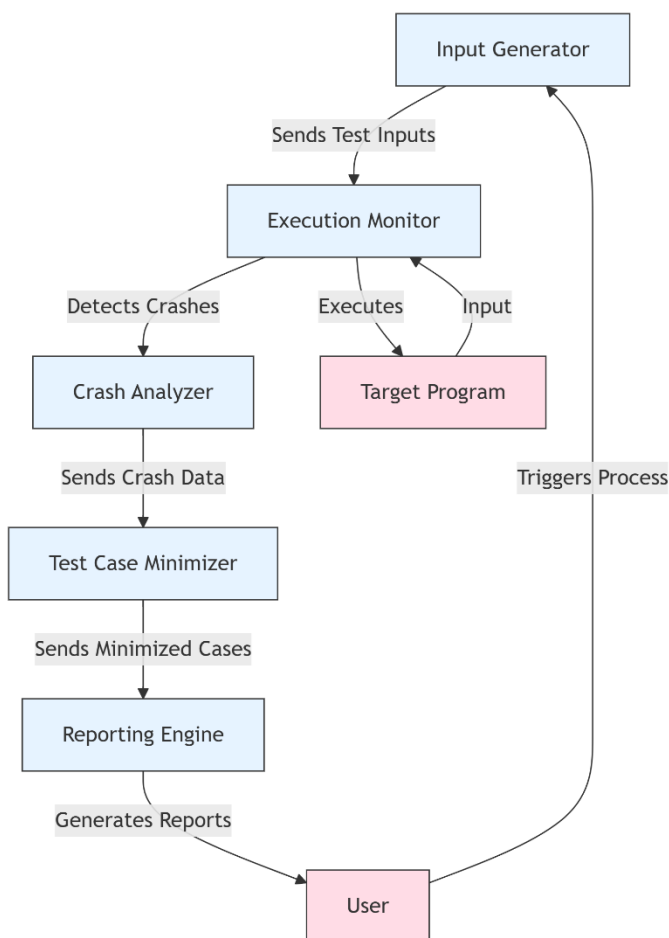 Input Generator
Sends Test Inputs
Execution Monitor
Detects Crashes
Executes
Input
Crash Analyzer
Target Program
Sends Crash Data
Triggers Process
Test Case Minimizer
Sends Minimized Cases
Reporting Engine
Generates Reports
User